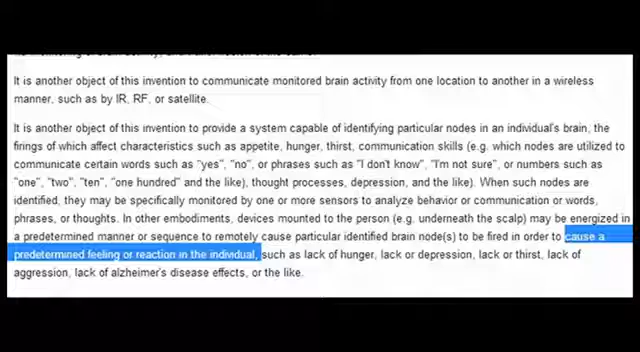 It is another object of this invention to communicate monitored brain activity from one location to another in a wireless
manner, such as by IR, RF, or satellite.
It is another object of this invention to provide a system capable of identifying particular nodes in an individual's brain, the
firings of which affect characteristics such as appetite, hunger, thirst, communication skills (e.g. which nodes are utilized to
communicate certain words such as "yes", "no", or phrases such as "I don't know", "I'm not sure", or numbers such as
"one", "two", "ten", "one hundred" and the like), thought processes, depression, and the like). When such nodes are
identified, they may be specifically monitored by one or more sensors to analyze behavior or communication or words,
phrases, or thoughts. In other embodiments, devices mounted to the person (e.g. underneath the scalp) may be energized in
a predetermined manner or sequence to remotely cause particular identified brain node(s) to be fired in order to cause a
predetermined feeling or reaction in the individual, such as lack of hunger, lack or depression, lack or thirst, lack of
aggression, lack of alzheimer's disease effects, or the like.